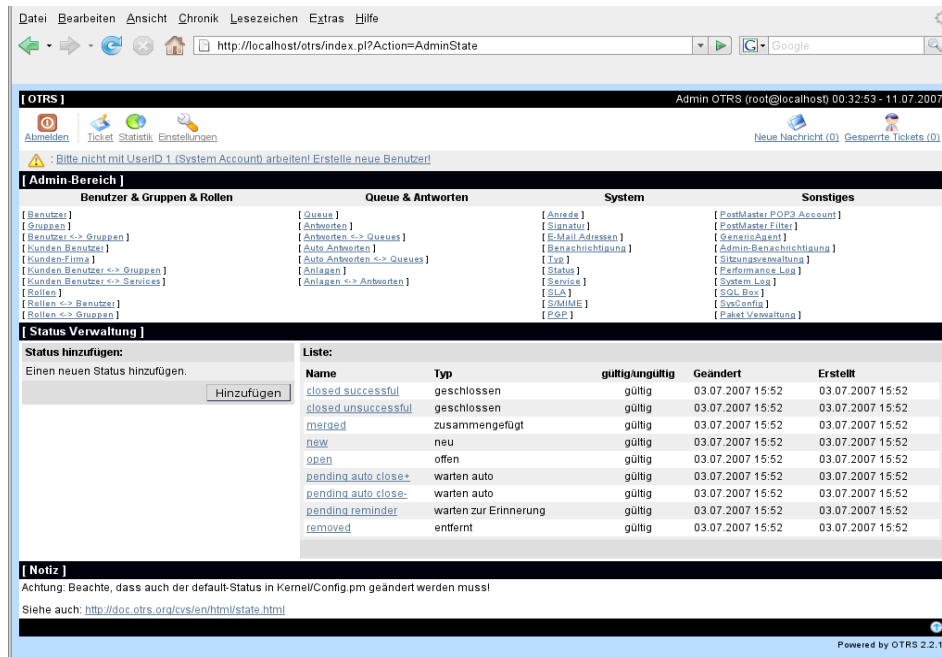 Datei Bearbeiten Ansicht Chronik Lesezeichen Extras Hilfe
http://localhost/otrs/index.pl?Action=AdminState
G Google
[ OTRS ] Admin OTRS (root@localhost) 00:32:53 - 11.07.2007
Abmelden Ticket Statistik Einstellungen Neue Nachricht (0) Gesperrte Tickets (0)
: Bitte nicht mit UserID 1 (System Account) arbeiten! Erstelle neue Benutzer!
[ Admin-Bereich ]
Benutzer & Gruppen & Rollen Queue & Antworten System Sonstiges
[ Benutzer ] [ Queue ] [ Anrede ] [ PostMaster POP3 Account ]
[ Gruppen ] [ Antworten ] [ Signatur ] [ PostMaster Filter ]
[ Benutzer <-> Gruppen ] [ Antworten <-> Queues ] [ E-Mail Adressen ] [ GenericAgent ]
[ Kunden Benutzer ] [ Auto Antworten ] [ Benachrichtigung ] [ Admin-Benachrichtigung ]
[ Kunden-Firma ] [ Auto Antworten <-> Queues ] [ Typ ] [ Sitzungsverwaltung ]
[ Kunden Benutzer <-> Gruppen ] [ Anlagen ] [ Status ] [ Performance Log ]
[ Kunden Benutzer <-> Services ] [ Anlagen <-> Antworten ] [ Service ] [ System Log ]
[ Rollen ] [ SLA ] [ SQL Box ]
[ Rollen <-> Benutzer ] [ S/MIME ] [ SysConfig ]
[ Rollen <-> Gruppen ] [ PGP ] [ Paket Verwaltung ]
[ Status Verwaltung ]
Status hinzufügen: Liste:
Einen neuen Status hinzufügen.
Hinzufügen
Name Typ gültig/ungültig Geändert Erstellt
closed successful geschlossen gültig 03.07.2007 15:52 03.07.2007 15:52
closed unsuccessful geschlossen gültig 03.07.2007 15:52 03.07.2007 15:52
merged zusammengefügt gültig 03.07.2007 15:52 03.07.2007 15:52
new neu gültig 03.07.2007 15:52 03.07.2007 15:52
open offen gültig 03.07.2007 15:52 03.07.2007 15:52
pending auto close+ warten auto gültig 03.07.2007 15:52 03.07.2007 15:52
pending auto close- warten auto gültig 03.07.2007 15:52 03.07.2007 15:52
pending reminder warten zur Erinnerung gültig 03.07.2007 15:52 03.07.2007 15:52
removed entfernt gültig 03.07.2007 15:52 03.07.2007 15:52
[ Notiz ]
Achtung: Beachte, dass auch der default-Status in Kernel/Config.pm geändert werden muss!
Siehe auch: http://doc.otrs.org/cvs/en/html/state.html
Powered by OTRS 2.2.1